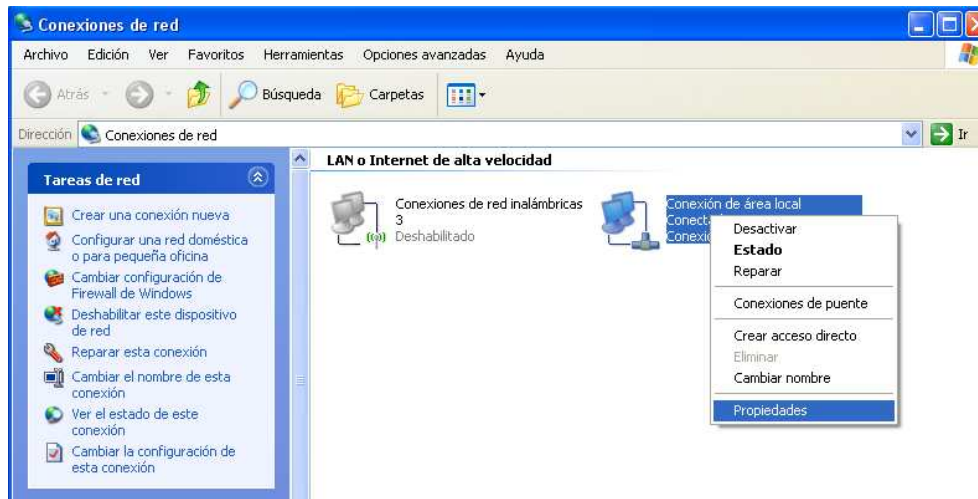 Conexiones de red
Archivo Edición Ver Favoritos Herramientas Opciones avanzadas Ayuda
Atrás Búsqueda Carpetas
Dirección Conexiones de red Ir
Tareas de red
Crear una conexión nueva
Configurar una red doméstica
o para pequeña oficina
Cambiar configuración de
Firewall de Windows
Deshabilitar este dispositivo
de red
Reparar esta conexión
Cambiar el nombre de esta
conexión
Ver el estado de este
conexión
Cambiar la configuración de
esta conexión
LAN o Internet de alta velocidad
Conexiones de red inalámbricas
3
Deshabilitado
Conexión de área local
Desactivar
Estado
Reparar
Conexiones de puente
Crear acceso directo
Eliminar
Cambiar nombre
Propiedades